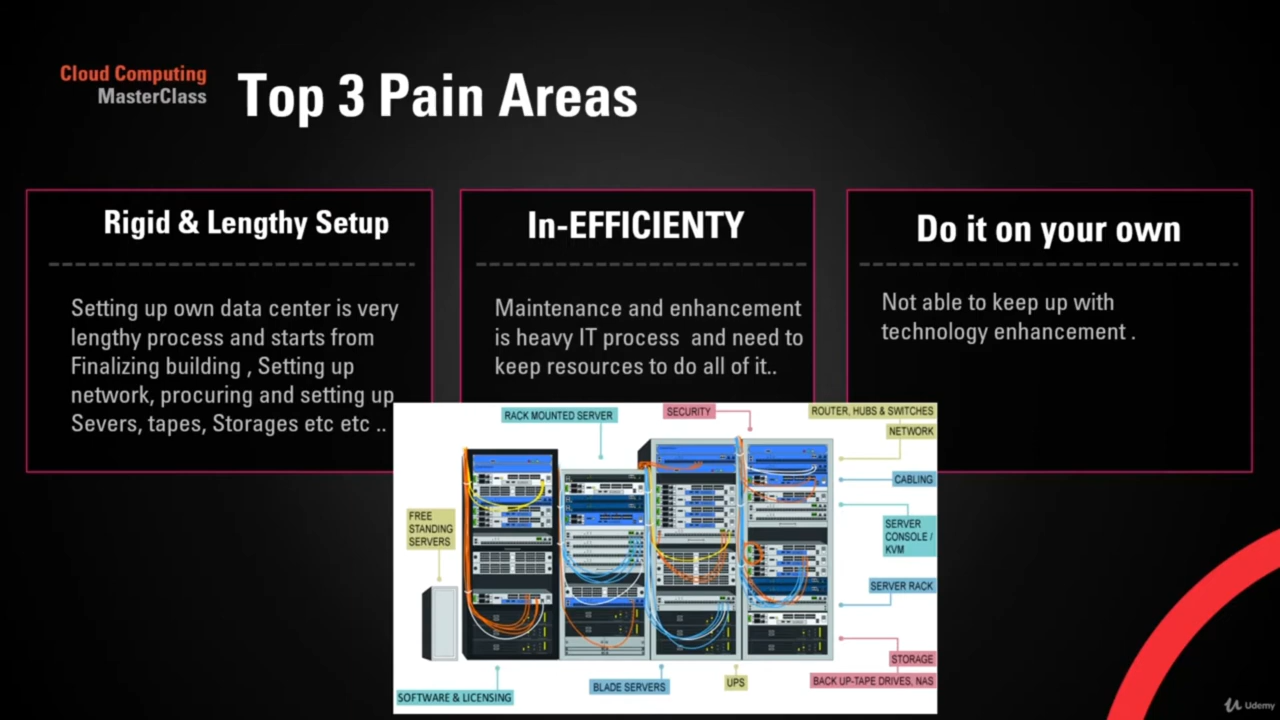 Cloud Computing
MasterClass
Top 3 Pain Areas
Rigid & Lengthy Setup
Setting up own data center is very
lengthy process and starts from
Finalizing building , Setting up
network, procuring and setting up
Severs, tapes, Storages etc etc ..
In-EFFICIENTY
Maintenance and enhancement
is heavy IT process and need to
keep resources to do all of it..
Do it on your own
Not able to keep up with
technology enhancement .
RACK MOUNTED SERVER
SECURITY
ROUTER, HUBS & SWITCHES
NETWORK
CABLING
FREE
STANDING
SERVERS
SERVER
CONSOLE /
KVM
SERVER RACK
STORAGE
BACK UP-TAPE DRIVES, NAS
UPS
BLADE SERVERS
SOFTWARE & LICENSING
Udemy